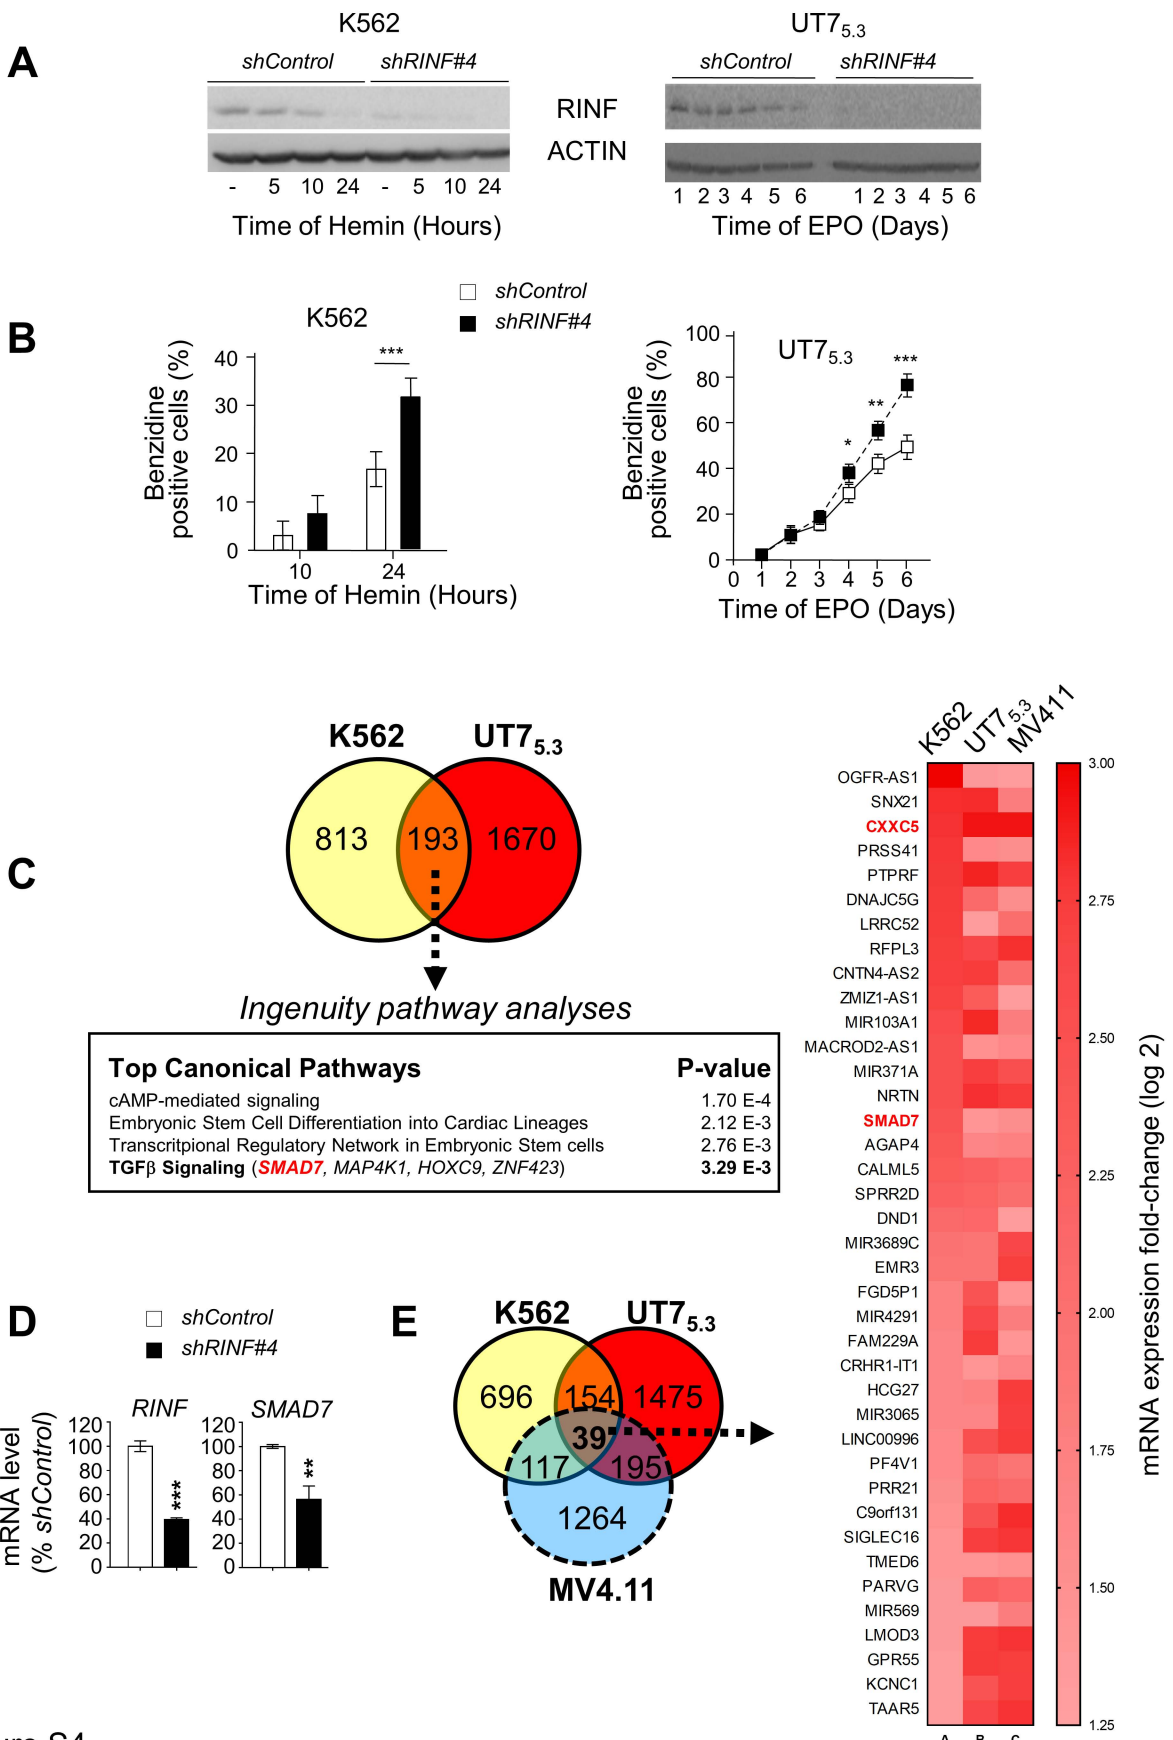 A
K562
UT75.3
shControl shRINF#4
shControl shRINF#4
RINF
ACTIN
- 5 10 24 - 5 10 24
1 2 3 4 5 6 1 2 3 4 5 6
Time of Hemin (Hours)
Time of EPO (Days)
B
shControl
shRINF#4
K562
Benzidine
positive cells (%)
40
30
20
10
0
***
10 24
Time of Hemin (Hours)
UT75.3
Benzidine
positive cells (%)
100
80
60
40
20
0
* ** ***
0 1 2 3 4 5 6
Time of EPO (Days)
C
K562 UT75.3
813 193 1670
Ingenuity pathway analyses
Top Canonical Pathways P-value
cAMP-mediated signaling 1.70 E-4
Embryonic Stem Cell Differentiation into Cardiac Lineages 2.12 E-3
Transcritpional Regulatory Network in Embryonic Stem cells 2.76 E-3
TGFβ Signaling (SMAD7, MAP4K1, HOXC9, ZNF423) 3.29 E-3
D
shControl
shRINF#4
RINF SMAD7
mRNA level
(% shControl)
120
100
80
60
40
20
0
***
120
100
80
60
40
20
0
**
E
K562 UT75.3
696 154 1475
39
117 195
1264
MV4.11
K562 UT75.3 MV411
OGFR-AS1
SNX21
CXXC5
PRSS41
PTPRF
DNAJC5G
LRRC52
RFPL3
CNTN4-AS2
ZMIZ1-AS1
MIR103A1
MACROD2-AS1
MIR371A
NRTN
SMAD7
AGAP4
CALML5
SPRR2D
DND1
MIR3689C
EMR3
FGD5P1
MIR4291
FAM229A
CRHR1-IT1
HCG27
MIR3065
LINC00996
PF4V1
PRR21
C9orf131
SIGLEC16
TMED6
PARVG
MIR569
LMOD3
GPR55
KCNC1
TAAR5
A B C
3.00
2.75
2.50
2.25
2.00
1.75
1.50
1.25
mRNA expression fold-change (log 2)
S4